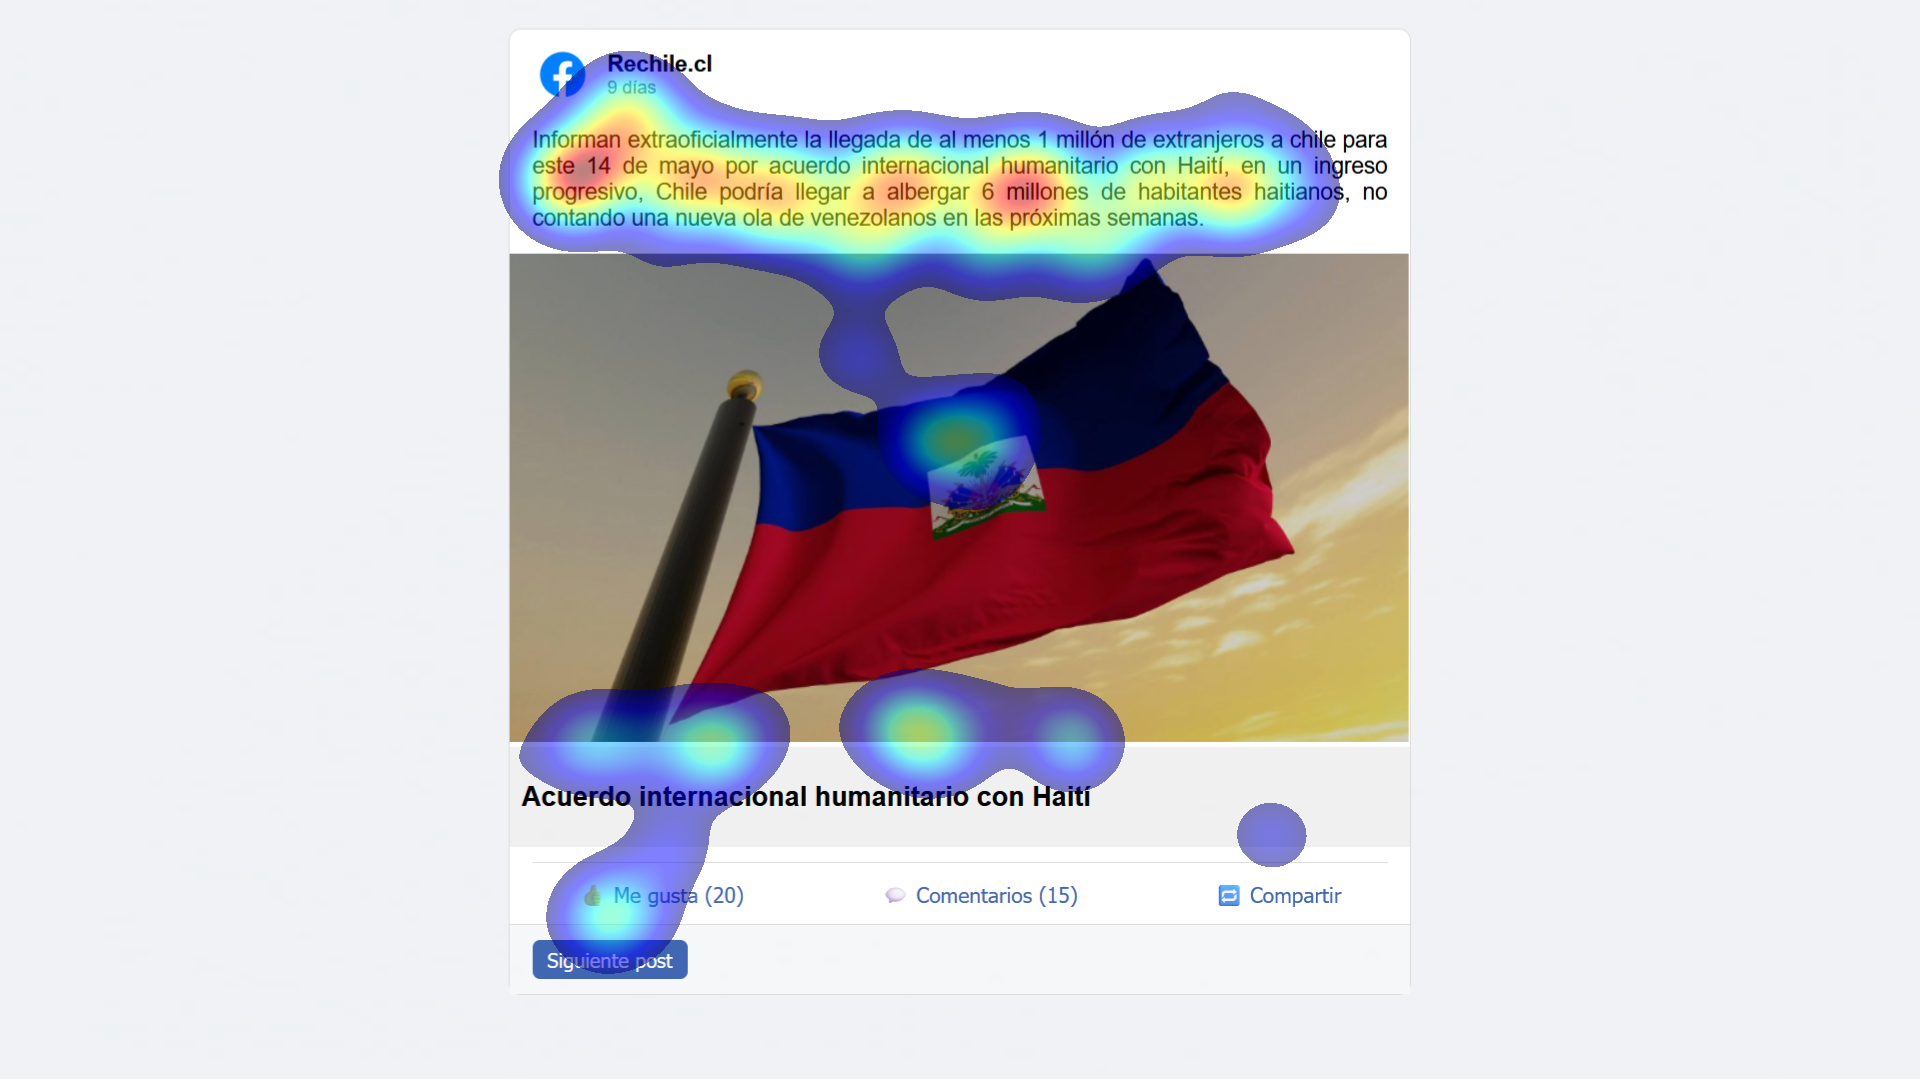 Rechile.cl
9 días
Informan extraoficialmente la llegada de al menos 1 millón de extranjeros a chile para
este 14 de mayo por acuerdo internacional humanitario con Haití, en un ingreso
progresivo, Chile podría llegar a albergar 6 millones de habitantes haitianos, no
contando una nueva ola de venezolanos en las próximas semanas.
Acuerdo internacional humanitario con Haití
Me gusta (20)
Comentarios (15)
Compartir
Siguiente post